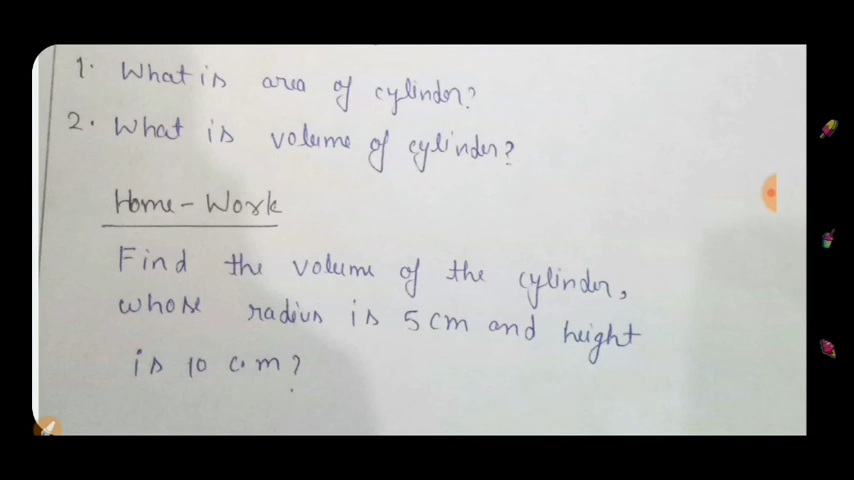 1. What is area of cylinder?
2. What is volume of cylinder?
Home-Work
Find the volume of the cylinder,
whose radius is 5 cm and height
is 10 c.m?